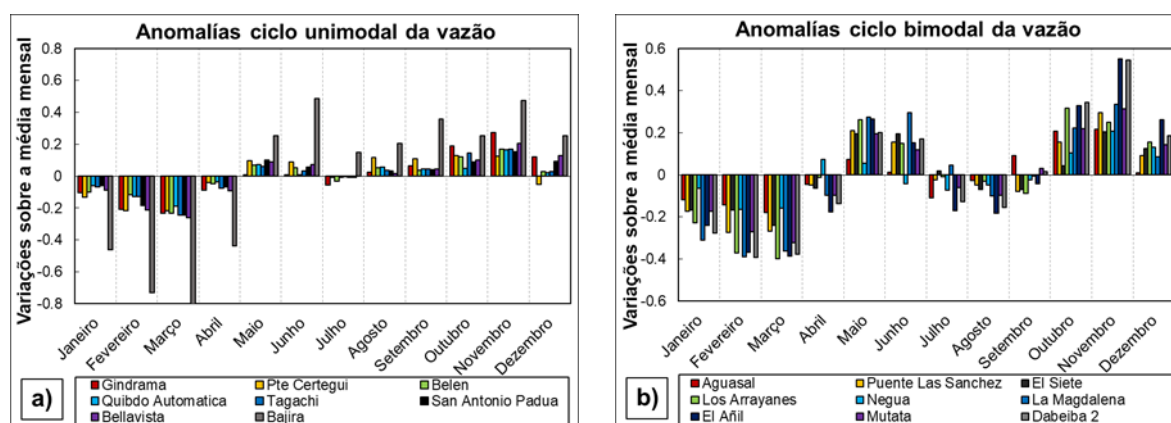 Anomalías ciclo unimodal da vazão
Variações sobre a média mensal
0.8
0.6
0.4
0.2
0
-0.2
-0.4
-0.6
-0.8
Janeiro
Fevereiro
Março
Abril
Maio
Junho
Julho
Agosto
Setembro
Outubro
Novembro
Dezembro
a)
Gindrama Pte Certegui Belen
Quibdo Automatica Tagachi San Antonio Padua
Bellavista Bajira
Anomalías ciclo bimodal da vazão
Variações sobre a média mensal
0.6
0.4
0.2
0
-0.2
-0.4
-0.6
Janeiro
Fevereiro
Março
Abril
Maio
Junho
Julho
Agosto
Setembro
Outubro
Novembro
Dezembro
b)
Aguasal Puente Las Sanchez El Siete
Los Arrayanes Negua La Magdalena
El Añil Mutata Dabeiba 2